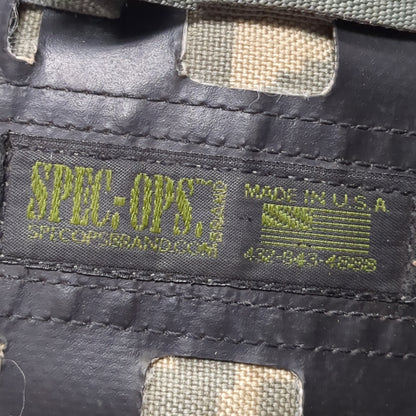 SPEC.-OPS.
BRAND
SPECOPSBRAND.COM
MADE IN U.S.A
432-943-4888